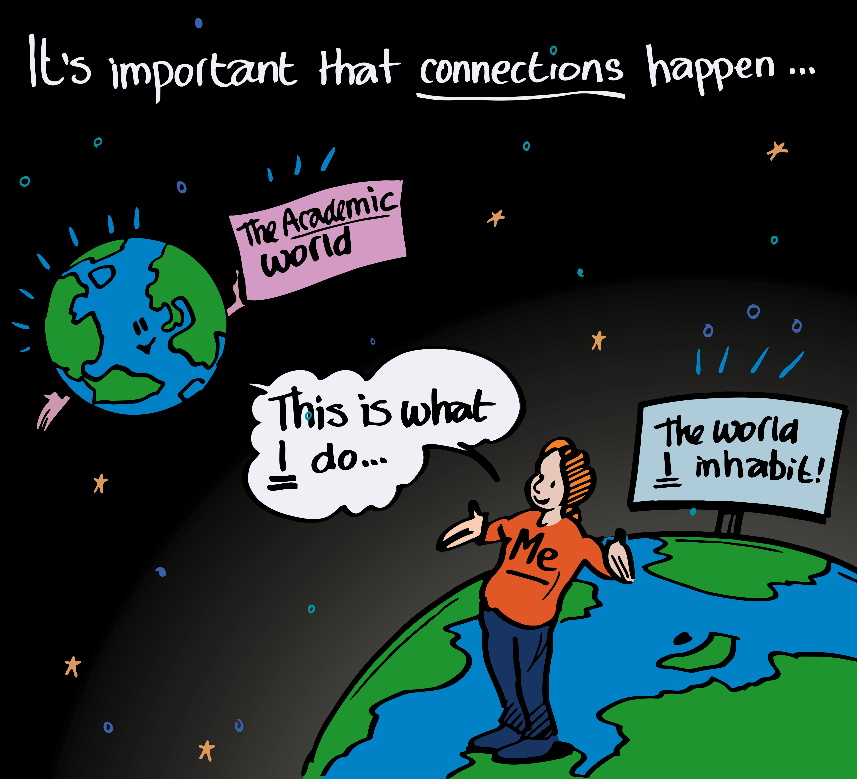 It's important that connections happen...
The Academic
world
This is what
I do...
The world
I inhabit!
Me